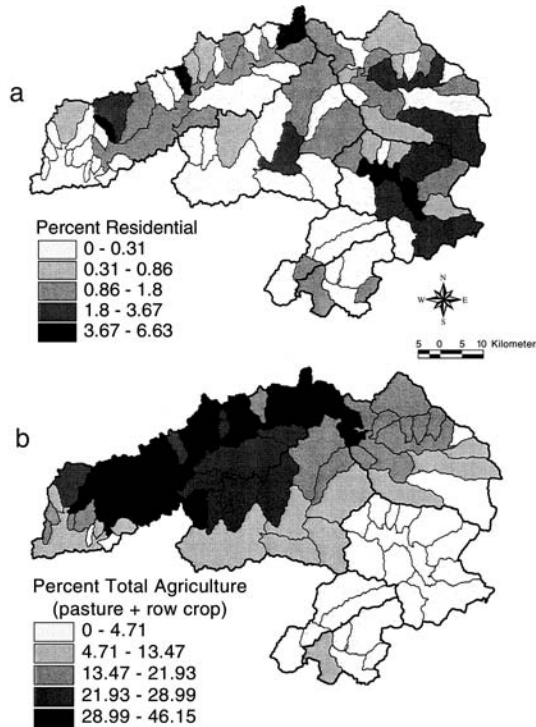 a
Percent Residential
0 - 0.31
0.31 - 0.86
0.86 - 1.8
1.8 - 3.67
3.67 - 6.63
N
W E
S
5 0 5 10 Kilometer
b
Percent Total Agriculture
(pasture + row crop)
0 - 4.71
4.71 - 13.47
13.47 - 21.93
21.93 - 28.99
28.99 - 46.15